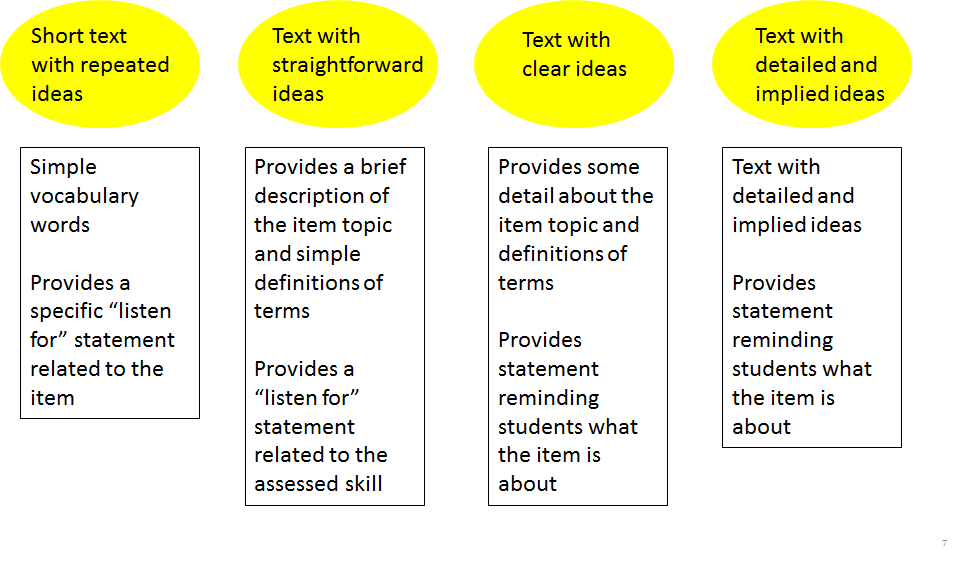 Short text
with repeated
ideas
Simple
vocabulary
words
Provides a
specific “listen
for” statement
related to the
item
Text with
straightforward
ideas
Provides a brief
description of
the item topic
and simple
definitions of
terms
Provides a
“listen for”
statement
related to the
assessed skill
Text with
clear ideas
Provides some
detail about the
item topic and
definitions of
terms
Provides
statement
reminding
students what
the item is
about
Text with
detailed and
implied ideas
Text with
detailed and
implied ideas
Provides
statement
reminding
students what
the item is
about
7